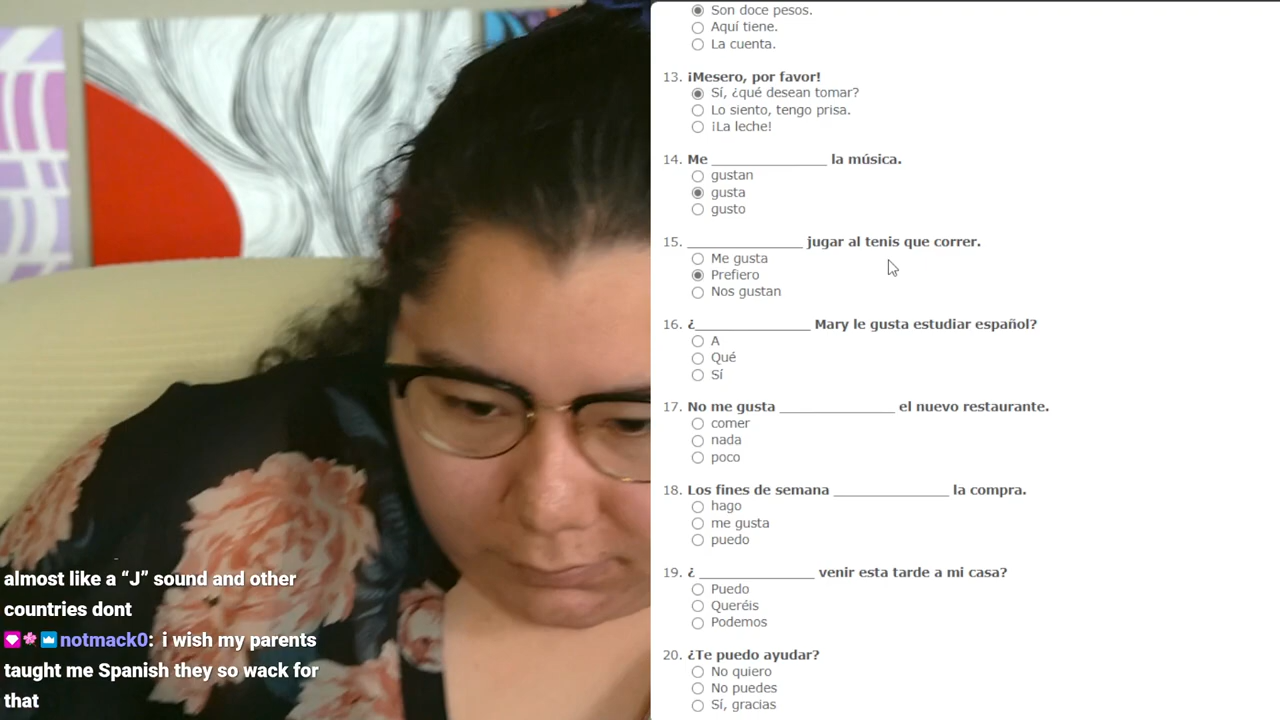 Son doce pesos.
Aquí tiene.
La cuenta.
13. ¡Mesero, por favor!
Sí, ¿qué desean tomar?
Lo siento, tengo prisa.
¡La leche!
14. Me _______________ la música.
gustan
gusta
gusto
15. _______________ jugar al tenis que correr.
Me gusta
Prefiero
Nos gustan
16. ¿_______________ Mary le gusta estudiar español?
A
Qué
Sí
17. No me gusta _______________ el nuevo restaurante.
comer
nada
poco
18. Los fines de semana _______________ la compra.
hago
me gusta
puedo
19. ¿ _______________ venir esta tarde a mi casa?
Puedo
Queréis
Podemos
20. ¿Te puedo ayudar?
No quiero
No puedes
Sí, gracias
almost like a “J” sound and other
countries dont
notmack0: i wish my parents
taught me Spanish they so wack for
that